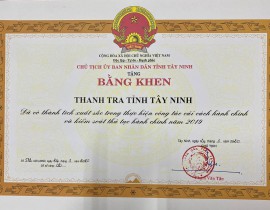 CỘNG HÒA XÃ HỘI CHỦ NGHĨA VIỆT NAM
Độc lập - Tự do - Hạnh phúc
CHỦ TỊCH ỦY BAN NHÂN DÂN TỈNH TÂY NINH
TẶNG
BẰNG KHEN
THANH TRA TỈNH TÂY NINH
Đã có thành tích xuất sắc trong thực hiện công tác cải cách hành chính
và kiểm soát thủ tục hành chính năm 2019